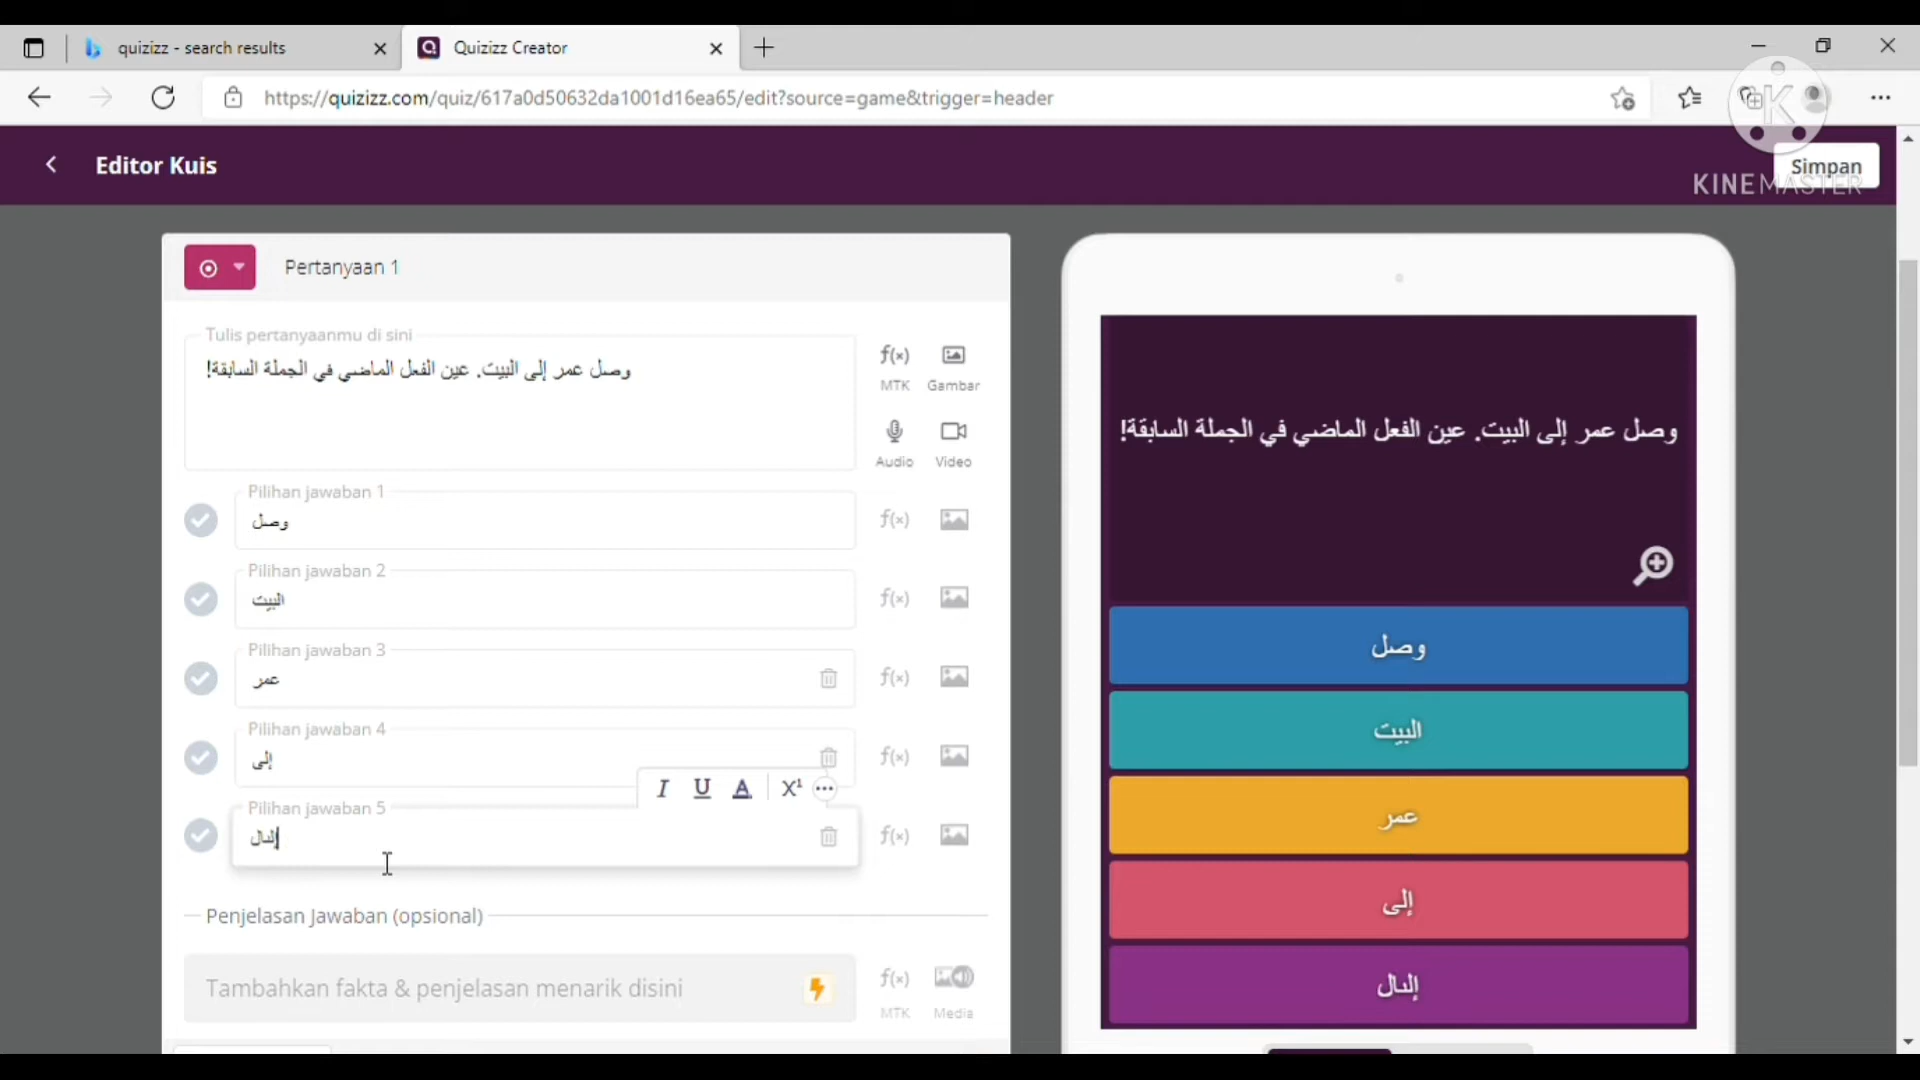 quizizz - search results
Quizizz Creator
https://quizizz.com/quiz/617a0d50632da1001d16ea65/edit?source=game&trigger=header
Editor Kuis
Simpan
KINEMASTER
Pertanyaan 1
Tulis pertanyaanmu di sini
وصل عمر إلى البيت. عين الفعل الماضي في الجملة السابقة!
f(x)
MTK
Gambar
Audio
Video
Pilihan jawaban 1
وصل
f(x)
Pilihan jawaban 2
البيت
f(x)
Pilihan jawaban 3
عمر
f(x)
Pilihan jawaban 4
إلى
f(x)
I U A X¹ ...
Pilihan jawaban 5
f(x)
Penjelasan Jawaban (opsional)
Tambahkan fakta & penjelasan menarik disini
f(x)
MTK
Media
وصل عمر إلى البيت. عين الفعل الماضي في الجملة السابقة!
وصل
البيت
عمر
إلى